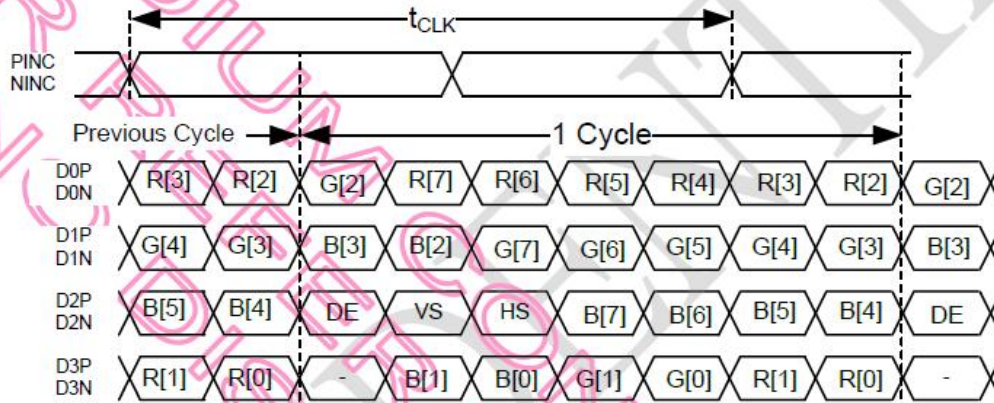 tCLK
PINC
NINC
Previous Cycle
1 Cycle
D0P
D0N
R[3] R[2] G[2] R[7] R[6] R[5] R[4] R[3] R[2] G[2]
D1P
D1N
G[4] G[3] B[3] B[2] G[7] G[6] G[5] G[4] G[3] B[3]
D2P
D2N
B[5] B[4] DE VS HS B[7] B[6] B[5] B[4] DE
D3P
D3N
R[1] R[0] - B[1] B[0] G[1] G[0] R[1] R[0] -